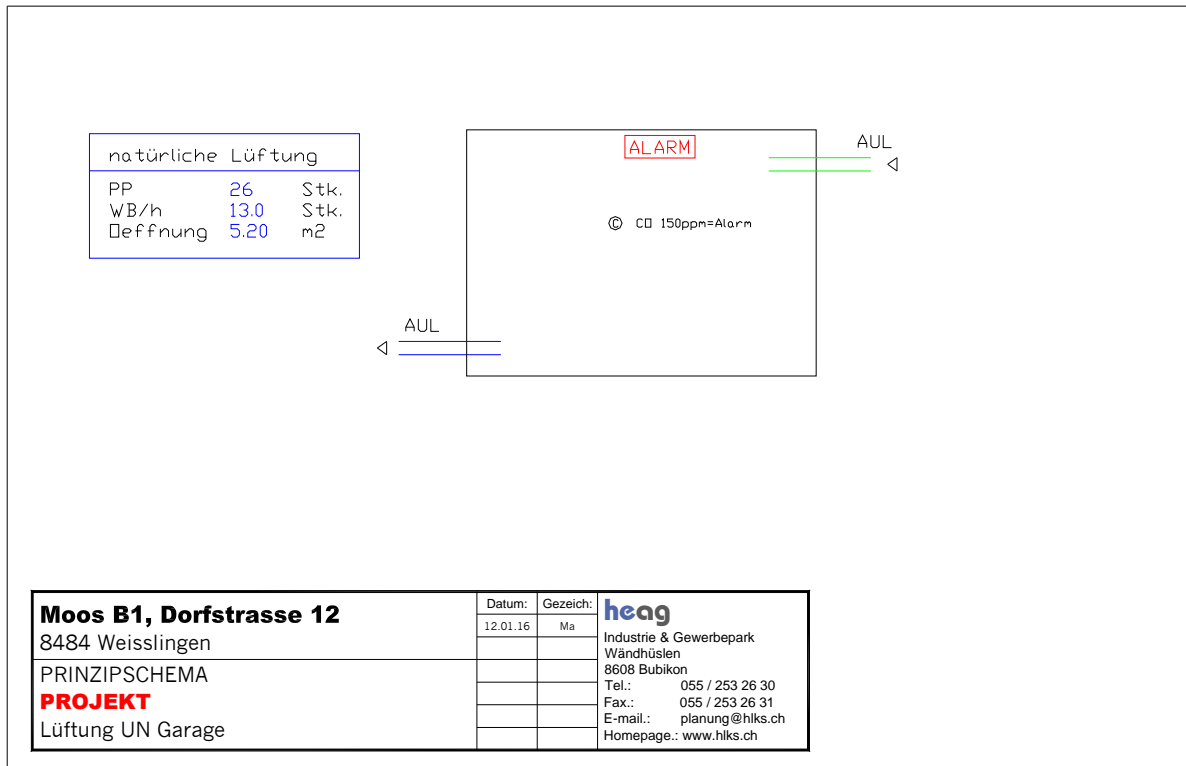 natürliche Lüftung
PP 26 Stk.
WB/h 13.0 Stk.
Oeffnung 5.20 m2
ALARM
AUL
© CO 150ppm=Alarm
AUL
Moos B1, Dorfstrasse 12
8484 Weisslingen
PRINZIPSCHEMA
PROJEKT
Lüftung UN Garage
Datum: Gezeich:
12.01.16 Ma
heag
Industrie & Gewerbepark
Wändhüslen
8608 Bubikon
Tel.: 055 / 253 26 30
Fax.: 055 / 253 26 31
E-mail.: planung@hlks.ch
Homepage.: www.hlks.ch